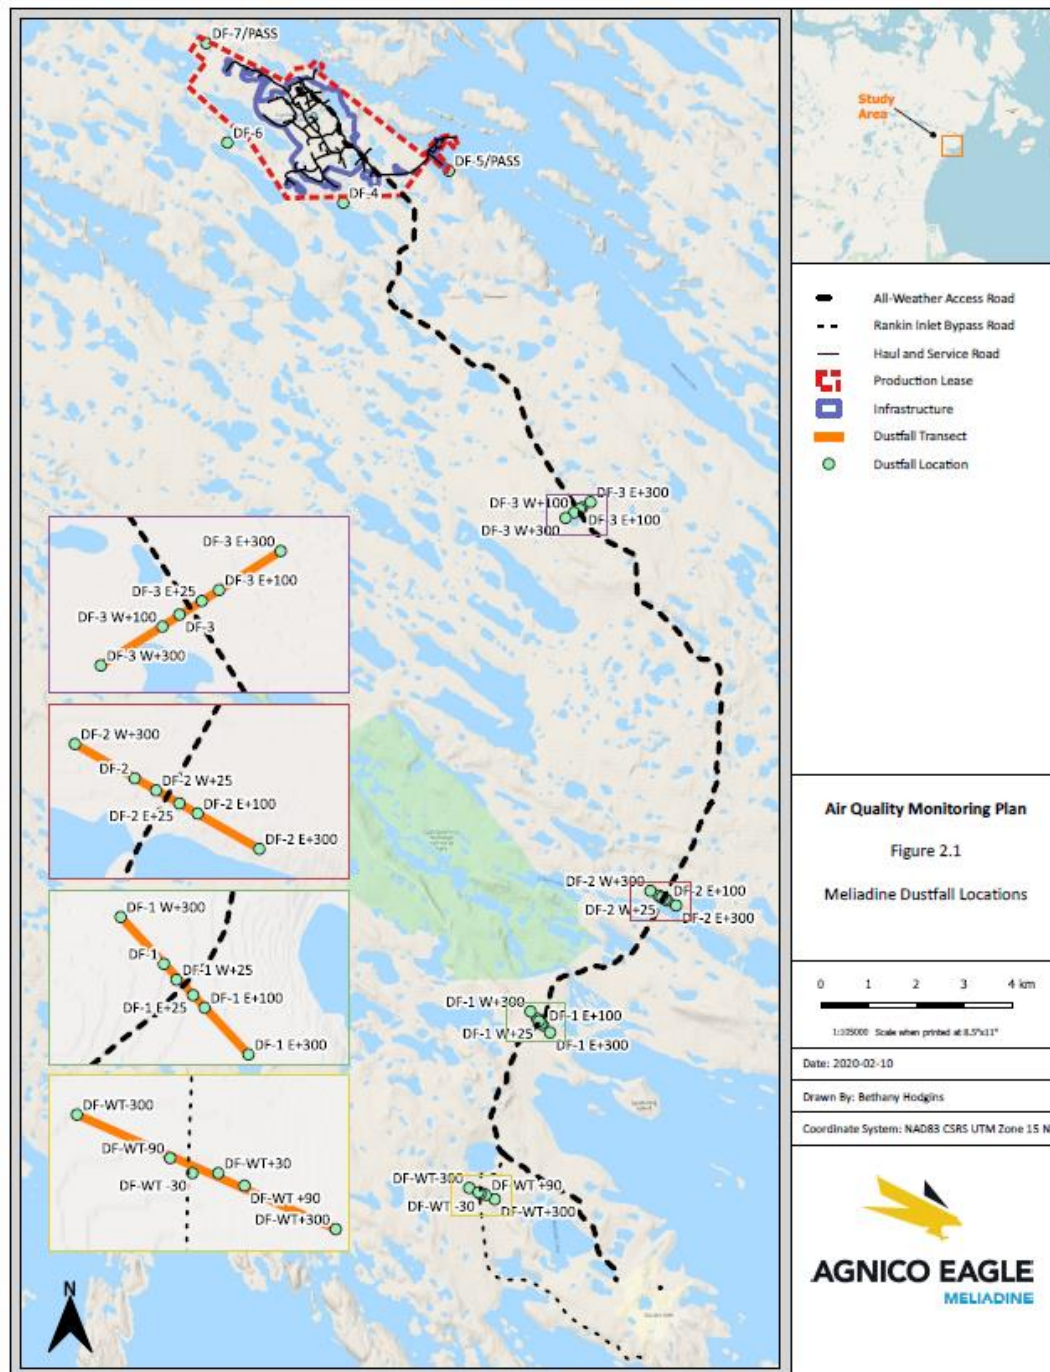 DF-7/PASS
DF-6
DF-5/PASS
DF-4
DF-3 W+100
DF-3 E+300
DF-3 W+300
DF-3 E+100
DF-3 E+300
DF-3 E+25
DF-3 E+100
DF-3 W+100
DF-3
DF-3 W+300
DF-2 W+300
DF-2
DF-2 W+25
DF-2 E+25
DF-2 E+100
DF-2 E+300
DF-2 W+300
DF-2 E+100
DF-2 W+25
DF-2 E+300
DF-1 W+300
DF-1
DF-1 W+25
DF-1 E+25
DF-1 E+100
DF-1 E+300
DF-1 W+300
DF-1 E+100
DF-1 W+25
DF-1 E+300
DF-WT-300
DF-WT-90
DF-WT+30
DF-WT -30
DF-WT +90
DF-WT+300
DF-WT-300
DF-WT +90
DF-WT -30
DF-WT+300
N
Study
Area
All-Weather Access Road
Rankin Inlet Bypass Road
Haul and Service Road
Production Lease
Infrastructure
Dustfall Transect
Dustfall Location
Air Quality Monitoring Plan
Figure 2.1
Meliadine Dustfall Locations
0 1 2 3 4 km
1:105000 Scale when printed at 8.5"x11"
Date: 2020-02-10
Drawn By: Bethany Hodgins
Coordinate System: NAD83 CSRS UTM Zone 15 N
AGNICO EAGLE
MELIADINE